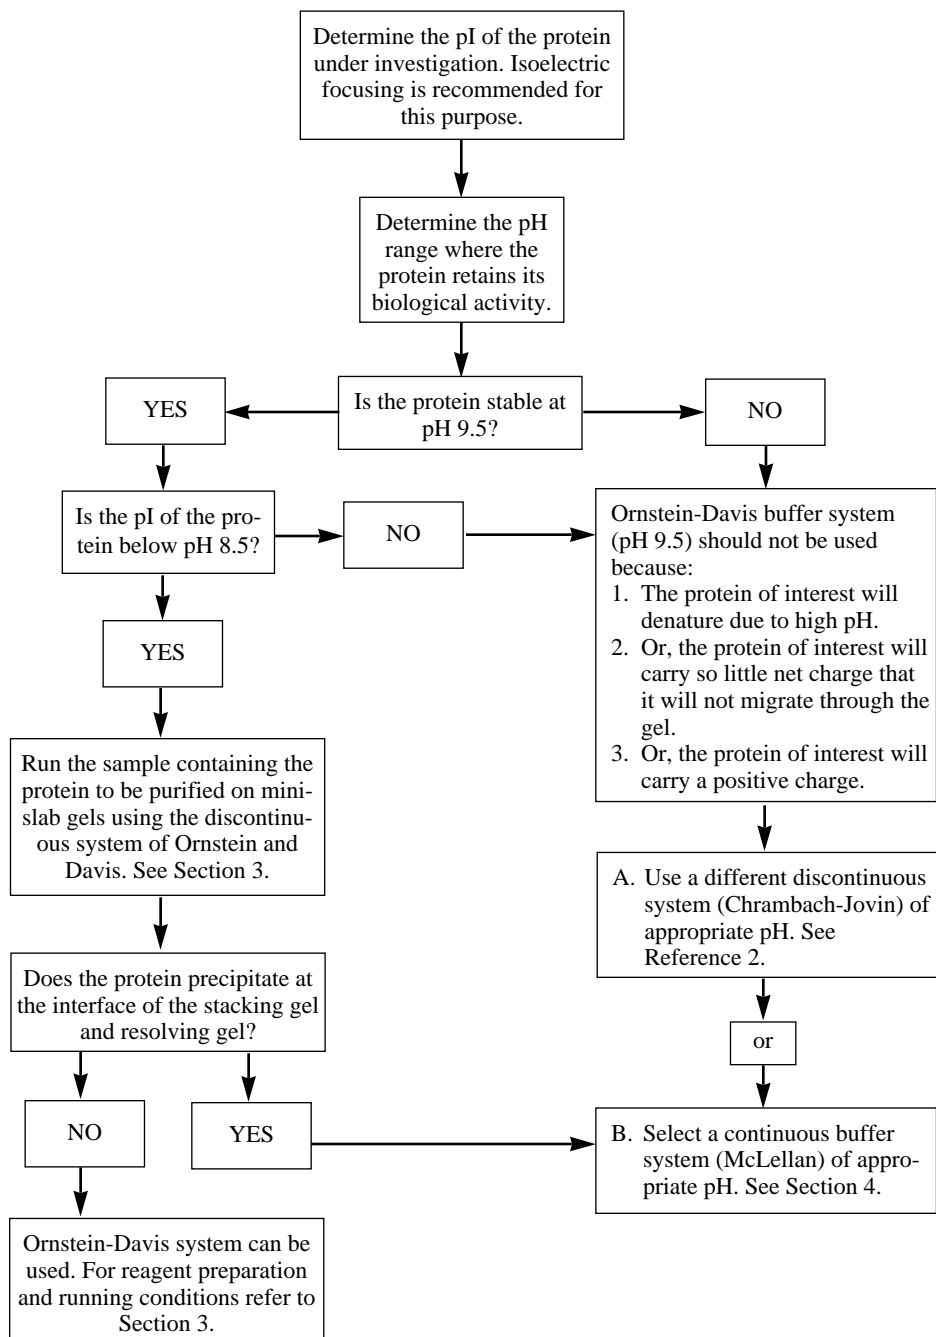 Determine the pI of the protein
under investigation. Isoelectric
focusing is recommended for
this purpose.
Determine the pH
range where the
protein retains its
biological activity.
Is the protein stable at
pH 9.5?
YES
NO
Is the pI of the pro-
tein below pH 8.5?
NO
YES
Ornstein-Davis buffer system
(pH 9.5) should not be used
because:
1. The protein of interest will
denature due to high pH.
2. Or, the protein of interest will
carry so little net charge that
it will not migrate through the
gel.
3. Or, the protein of interest will
carry a positive charge.
Run the sample containing the
protein to be purified on mini-
slab gels using the discontinu-
ous system of Ornstein and
Davis. See Section 3.
A. Use a different discontinuous
system (Chrambach-Jovin) of
appropriate pH. See
Reference 2.
Does the protein precipitate at
the interface of the stacking gel
and resolving gel?
or
NO
YES
B. Select a continuous buffer
system (McLellan) of appro-
priate pH. See Section 4.
Ornstein-Davis system can be
used. For reagent preparation
and running conditions refer to
Section 3.